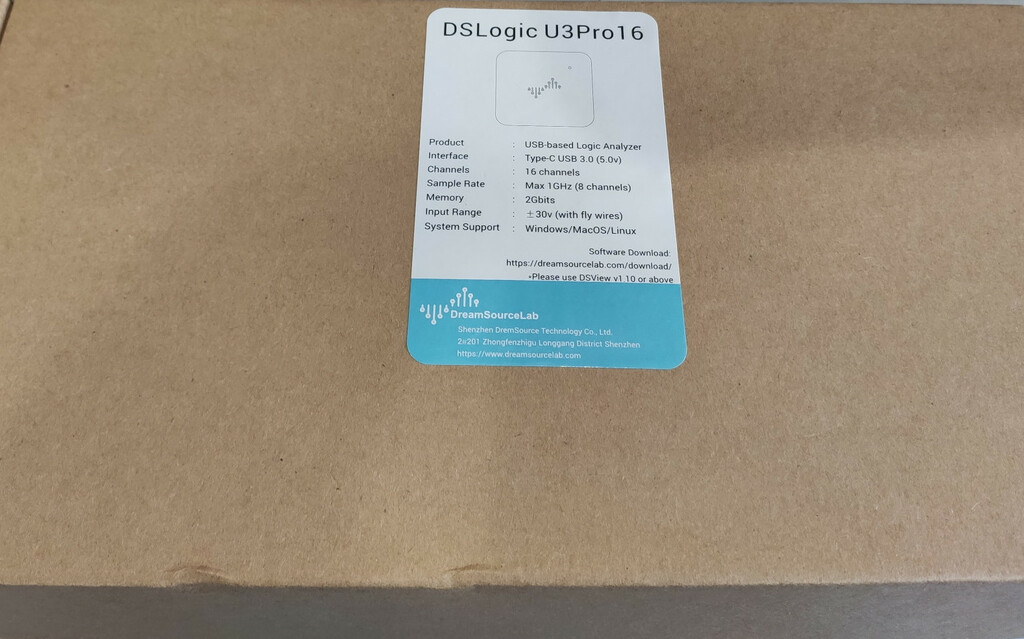 DSLogic U3Pro16
Product : USB-based Logic Analyzer
Interface : Type-C USB 3.0 (5.0v)
Channels : 16 channels
Sample Rate : Max 1GHz (8 channels)
Memory : 2Gbits
Input Range : ±30v (with fly wires)
System Support : Windows/MacOS/Linux
Software Download:
https://dreamsourcelab.com/download/
*Please use DSView v1.10 or above
DreamSourceLab
Shenzhen DremSource Technology Co., Ltd.
2#201 Zhongfenzhigu Longgang District Shenzhen
https://www.dreamsourcelab.com